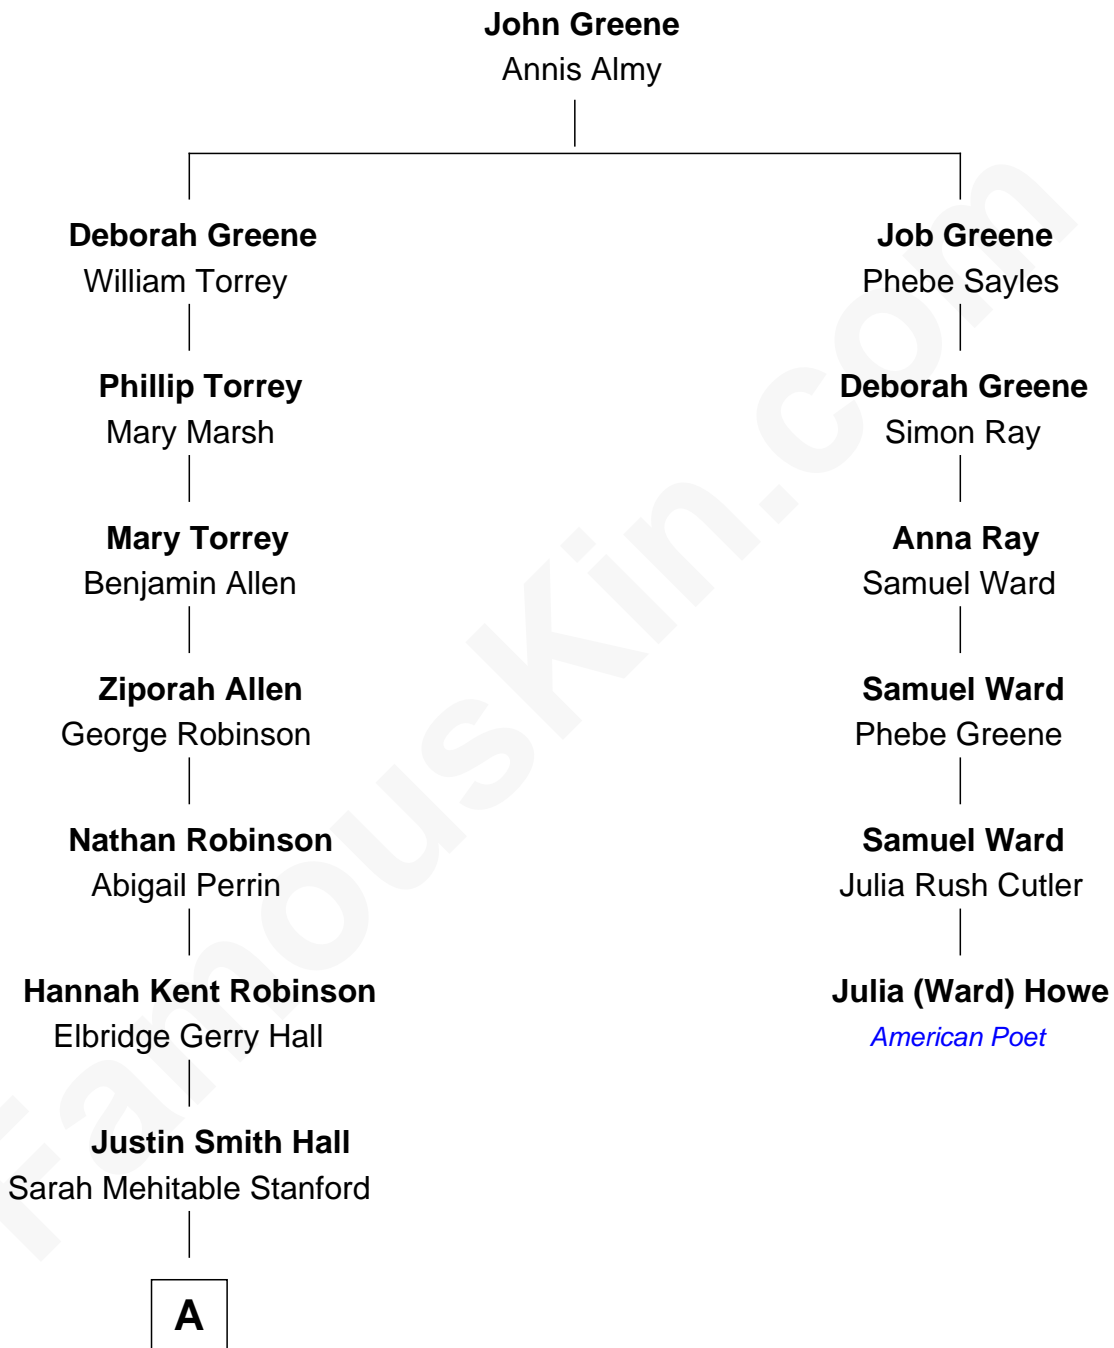 John Greene
Annis Almy
Deborah Greene
William Torrey
Phillip Torrey
Mary Marsh
Mary Torrey
Benjamin Allen
Ziporah Allen
George Robinson
Nathan Robinson
Abigail Perrin
Hannah Kent Robinson
Elbridge Gerry Hall
Justin Smith Hall
Sarah Mehitable Stanford
A
Job Greene
Phebe Sayles
Deborah Greene
Simon Ray
Anna Ray
Samuel Ward
Samuel Ward
Phebe Greene
Samuel Ward
Julia Rush Cutler
Julia (Ward) Howe
American Poet
FamousKin.com